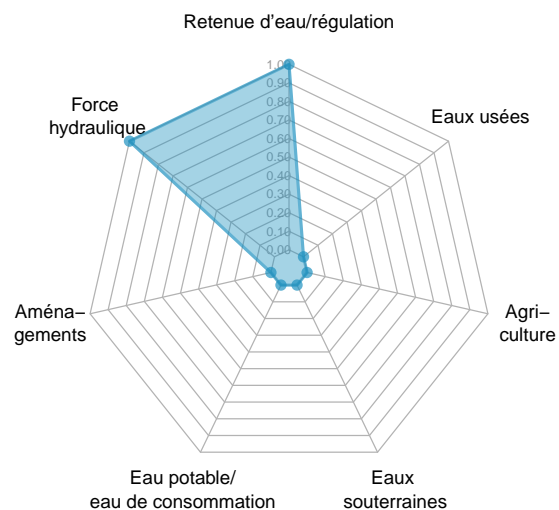 Retenue d'eau/régulation
1.00
0.90
0.80
0.70
0.60
0.50
0.40
0.30
0.20
0.10
0.00
Force
hydraulique
Eaux usées
Aména–
gements
Agri–
culture
Eau potable/
eau de consommation
Eaux
souterraines